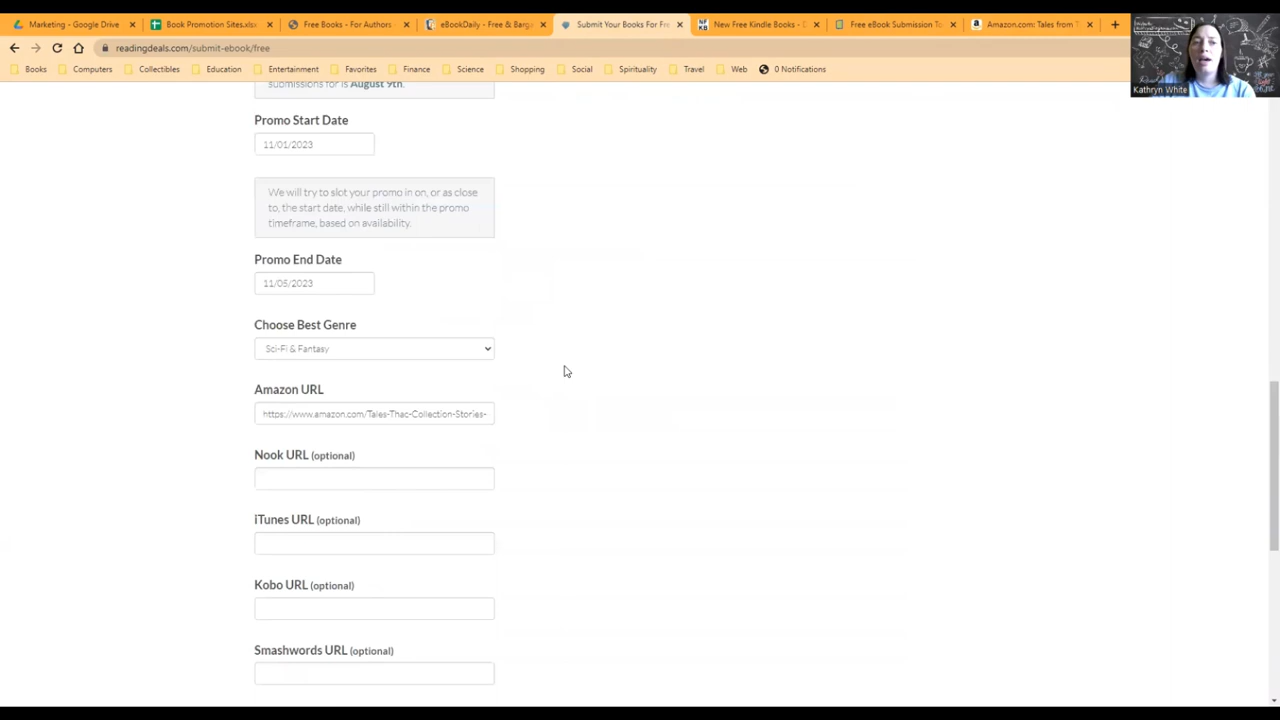 Marketing - Google Drive
Book Promotion Sites.xlsx
Free Books - For Authors
eBookDaily - Free & Barg
Submit Your Books For Fre
New Free Kindle Books - D
Free eBook Submission To
Amazon.com: Tales from T
readingdeals.com/submit-ebook/free
Books
Computers
Collectibles
Education
Entertainment
Favorites
Finance
Science
Shopping
Social
Spirituality
Travel
Web
0 Notifications
Kathryn White
submissions for is August 9th.
Promo Start Date
11/01/2023
We will try to slot your promo in on, or as close
to, the start date, while still within the promo
timeframe, based on availability.
Promo End Date
11/05/2023
Choose Best Genre
Sci-Fi & Fantasy
Amazon URL
https://www.amazon.com/Tales-Thac-Collection-Stories-
Nook URL (optional)
iTunes URL (optional)
Kobo URL (optional)
Smashwords URL (optional)